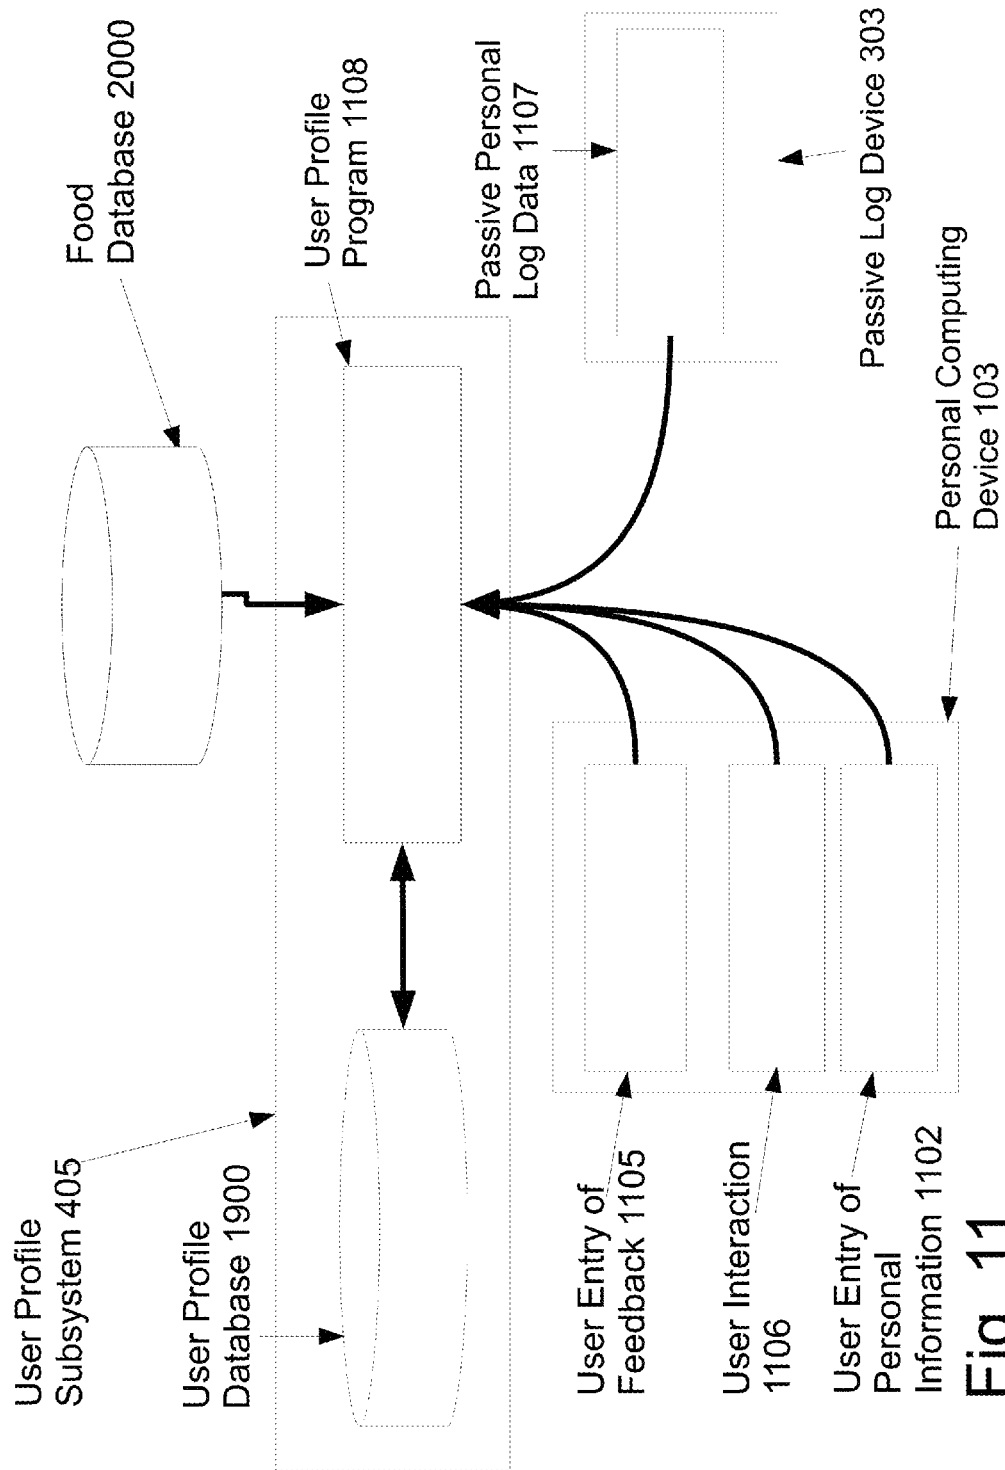 Food
Database 2000
User Profile
Program 1108
User Profile
Subsystem 405
User Profile
Database 1900
Passive Personal
Log Data 1107
Passive Log Device 303
Personal Computing
Device 103
User Entry of
Feedback 1105
User Interaction
1106
User Entry of
Personal
Information 1102
Fig 11